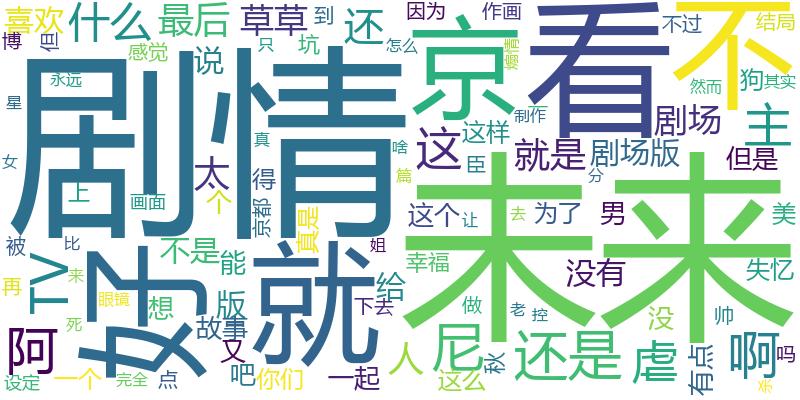 喜欢
什么
最后
草草
到
还
因为
作画
不过
结局
博
但
感觉
只
坑
怎么
煽情
京
看
不
永远
说
然而
狗
其实
星
剧情
制作
剧场
主
真
这
这样
就是
剧场版
但是
女
太
得
啥
臣
分
上
画面
个
篇
京都
真是
这个
让
去
为了
男
美
被
比
不是
能
姐
未来
幸福
没有
失忆
TV
好
就
给
再
来
眼镜
想
版
下去
做
老
控
没
帅
死
故事
阿
又
尼
秋
还是
虐
有点
啊
吗
人
设定
一个
完全
点
吧
你们
一起
这么
亲